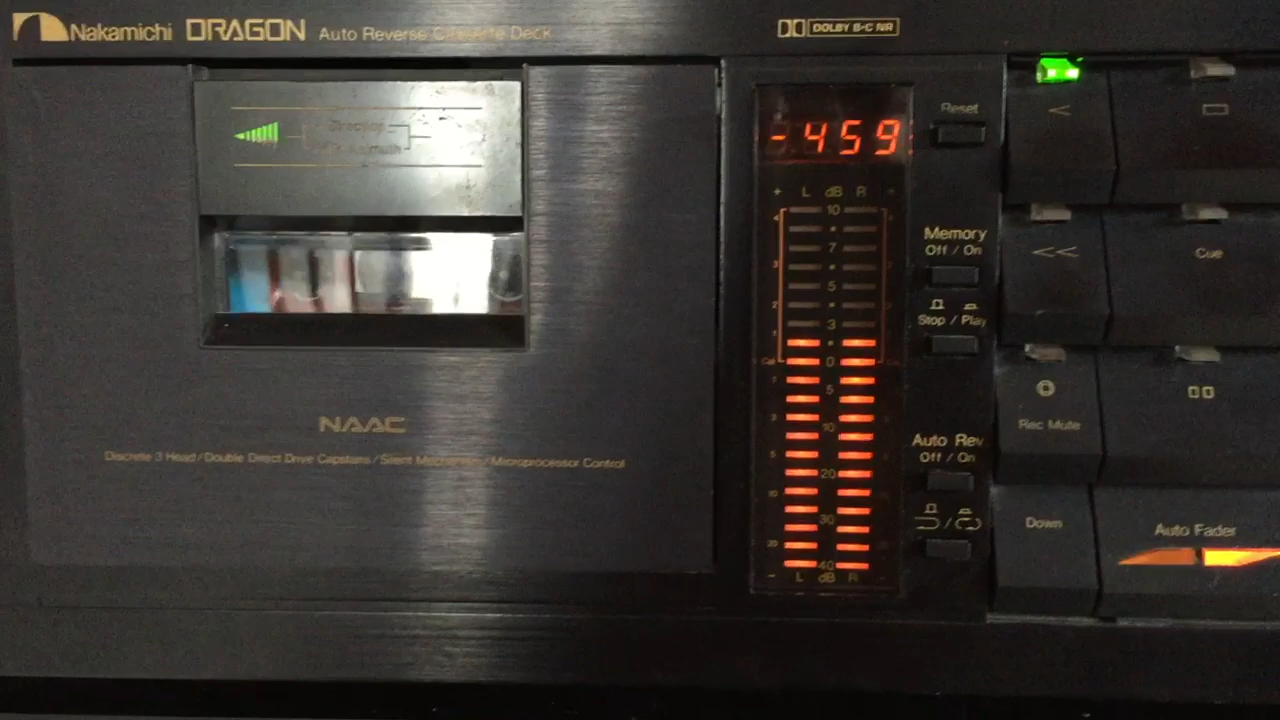 Nakamichi DRAGON Auto Reverse Cassette Deck
DOLBY B-C NR
Direction
-459
Reset
+ L dB R +
10
7
5
3
0
5
10
20
30
40
- L dB R -
Memory
Off / On
Stop / Play
Auto Rev
Off / On
<
<<
Cue
Rec Mute
Down
Auto Fader
NAAC
Discrete 3 Head/Double Direct Drive Capstans/Silent Mechanism/Microprocessor Control